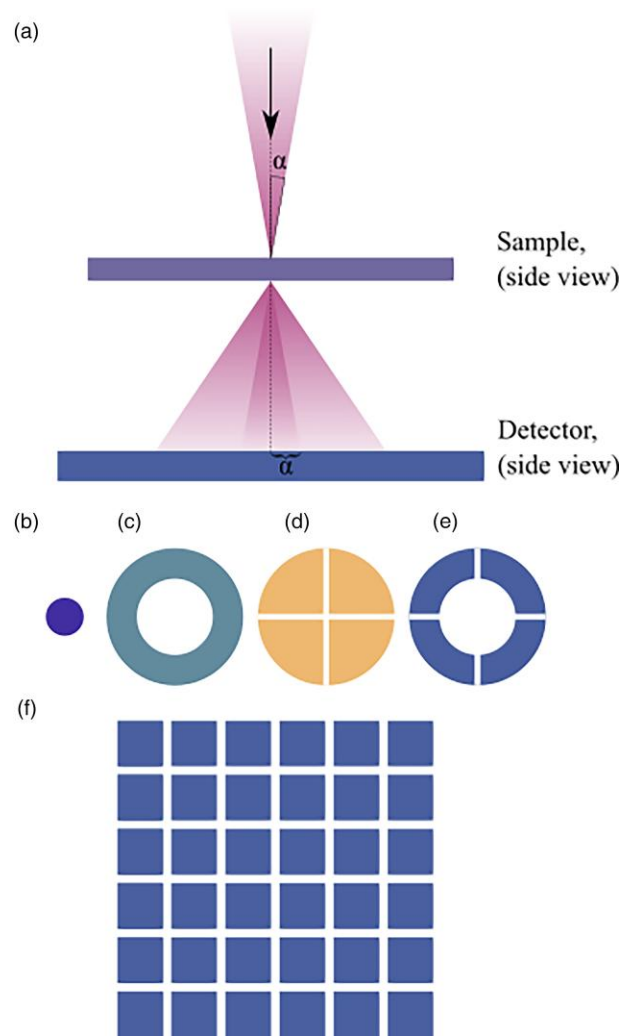 (a)
α
Sample,
(side view)
Detector,
(side view)
α
(b)
(c)
(d)
(e)
(f)